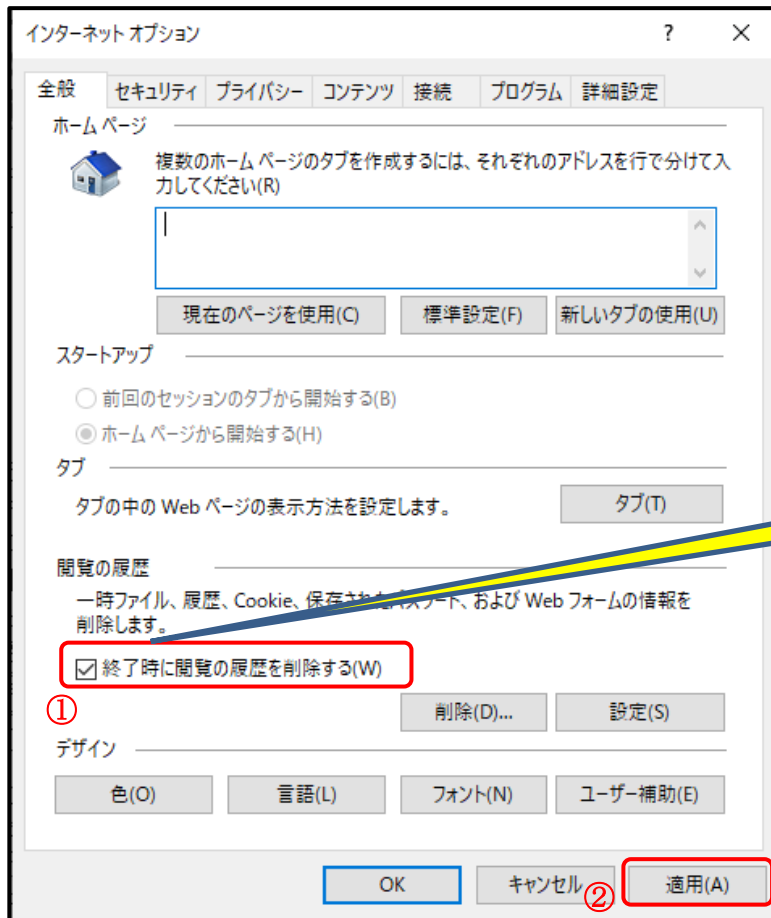 インターネット オプション
全般 セキュリティ プライバシー コンテンツ 接続 プログラム 詳細設定
ホーム ページ
複数のホーム ページのタブを作成するには、それぞれのアドレスを行で分けて入
力してください(R)
現在のページを使用(C) 標準設定(F) 新しいタブの使用(U)
スタートアップ
前回のセッションのタブから開始する(B)
ホーム ページから開始する(H)
タブ
タブの中の Web ページの表示方法を設定します。 タブ(T)
閲覧の履歴
一時ファイル、履歴、Cookie、保存されたパスワード、および Web フォームの情報を
削除します。
終了時に閲覧の履歴を削除する(W)
①
削除(D)... 設定(S)
デザイン
色(O) 言語(L) フォント(N) ユーザー補助(E)
OK キャンセル ② 適用(A)